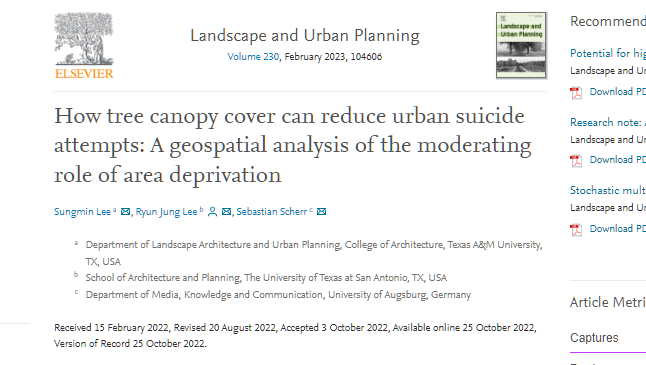 ELSEVIER
Landscape and Urban Planning
Volume 230, February 2023, 104606
Landscape and
Urban Planning
How tree canopy cover can reduce urban suicide
attempts: A geospatial analysis of the moderating
role of area deprivation
Sungmin Lee a, Ryun Jung Lee b, Sebastian Scherr c
a Department of Landscape Architecture and Urban Planning, College of Architecture, Texas A&M University,
TX, USA
b School of Architecture and Planning, The University of Texas at San Antonio, TX, USA
c Department of Media, Knowledge and Communication, University of Augsburg, Germany
Received 15 February 2022, Revised 20 August 2022, Accepted 3 October 2022, Available online 25 October 2022,
Version of Record 25 October 2022.
Recommend
Potential for hig
Landscape and Ur
Download PD
Research note: A
Landscape and Ur
Download PD
Stochastic mult
Landscape and Ur
Download PD
Article Metri
Captures